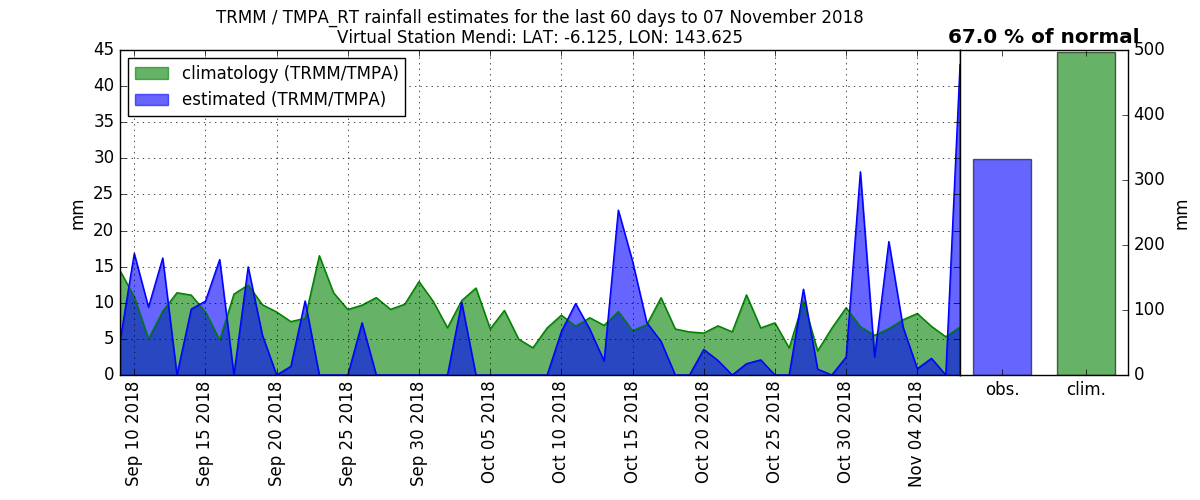 TRMM / TMPA_RT rainfall estimates for the last 60 days to 07 November 2018
Virtual Station Mendi: LAT: -6.125, LON: 143.625
67.0 % of normal
climatology (TRMM/TMPA)
estimated (TRMM/TMPA)
mm
45
40
35
30
25
20
15
10
5
0
Sep 10 2018
Sep 15 2018
Sep 20 2018
Sep 25 2018
Sep 30 2018
Oct 05 2018
Oct 10 2018
Oct 15 2018
Oct 20 2018
Oct 25 2018
Oct 30 2018
Nov 04 2018
obs.
clim.
500
400
300
200
100
0
mm